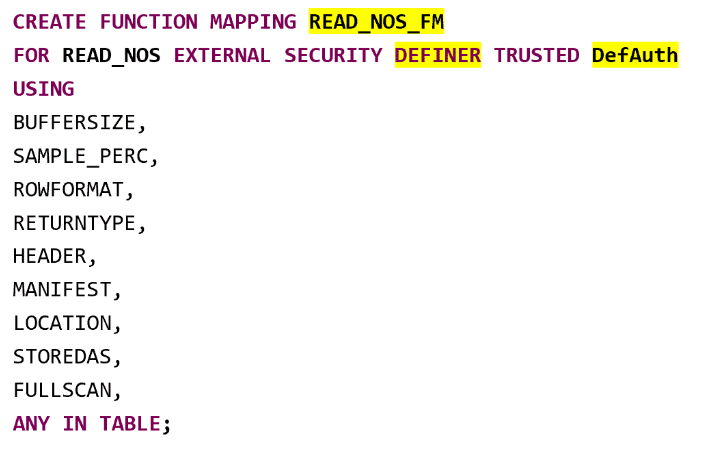 CREATE FUNCTION MAPPING READ_NOS_FM
FOR READ_NOS EXTERNAL SECURITY DEFINER TRUSTED DefAuth
USING
BUFFERSIZE,
SAMPLE_PERC,
ROWFORMAT,
RETURNTYPE,
HEADER,
MANIFEST,
LOCATION,
STOREDAS,
FULLSCAN,
ANY IN TABLE;